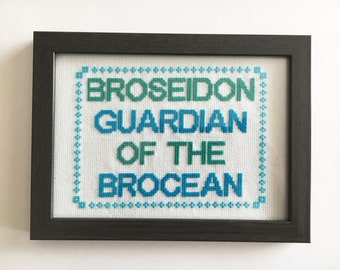 BROSEIDON
GUARDIAN
OF THE
BROCEAN